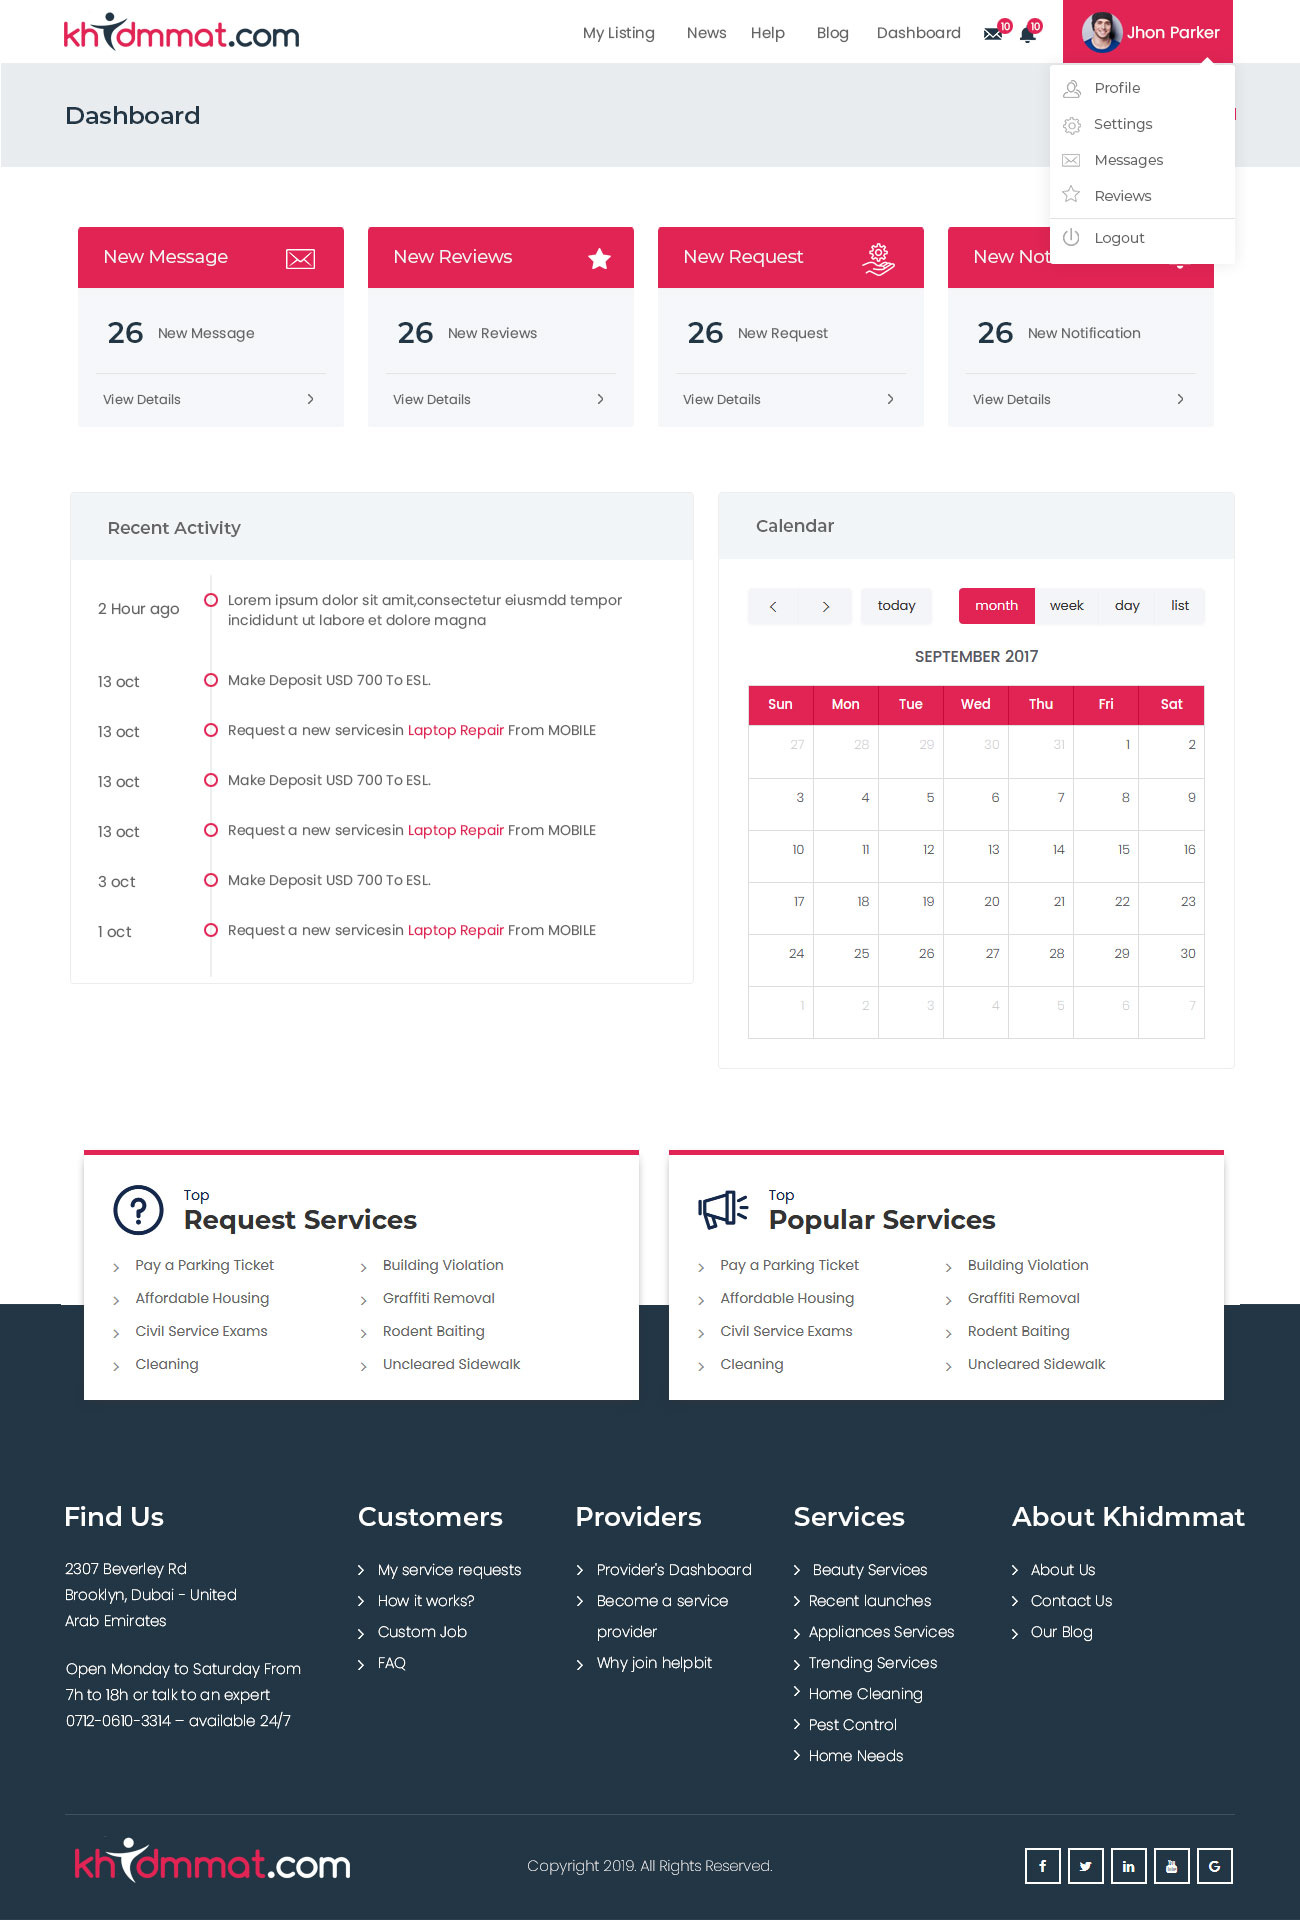 khidmmat.com
My Listing News Help Blog Dashboard 10 10 Jhon Parker
Dashboard
Profile
Settings
Messages
Reviews
Logout
New Message
26 New Message
View Details
New Reviews
26 New Reviews
View Details
New Request
26 New Request
View Details
New Not
26 New Notification
View Details
Recent Activity
2 Hour ago
Lorem ipsum dolor sit amit,consectetur eiusmdd tempor
incididunt ut labore et dolore magna
13 oct Make Deposit USD 700 To ESL.
13 oct Request a new servicesin Laptop Repair From MOBILE
13 oct Make Deposit USD 700 To ESL.
13 oct Request a new servicesin Laptop Repair From MOBILE
3 oct Make Deposit USD 700 To ESL.
1 oct Request a new servicesin Laptop Repair From MOBILE
Calendar
today month week day list
SEPTEMBER 2017
Sun Mon Tue Wed Thu Fri Sat
27 28 29 30 31 1 2
3 4 5 6 7 8 9
10 11 12 13 14 15 16
17 18 19 20 21 22 23
24 25 26 27 28 29 30
1 2 3 4 5 6 7
Top
Request Services
Pay a Parking Ticket
Affordable Housing
Civil Service Exams
Cleaning
Building Violation
Graffiti Removal
Rodent Baiting
Uncleared Sidewalk
Top
Popular Services
Pay a Parking Ticket
Affordable Housing
Civil Service Exams
Cleaning
Building Violation
Graffiti Removal
Rodent Baiting
Uncleared Sidewalk
Find Us
2307 Beverley Rd
Brooklyn, Dubai - United
Arab Emirates
Open Monday to Saturday From
7h to 18h or talk to an expert
0712-0610-3314 – available 24/7
Customers
My service requests
How it works?
Custom Job
FAQ
Providers
Provider's Dashboard
Become a service
provider
Why join helpbit
Services
Beauty Services
Recent launches
Appliances Services
Trending Services
Home Cleaning
Pest Control
Home Needs
About Khidmmat
About Us
Contact Us
Our Blog
khidmmat.com
Copyright 2019. All Rights Reserved.